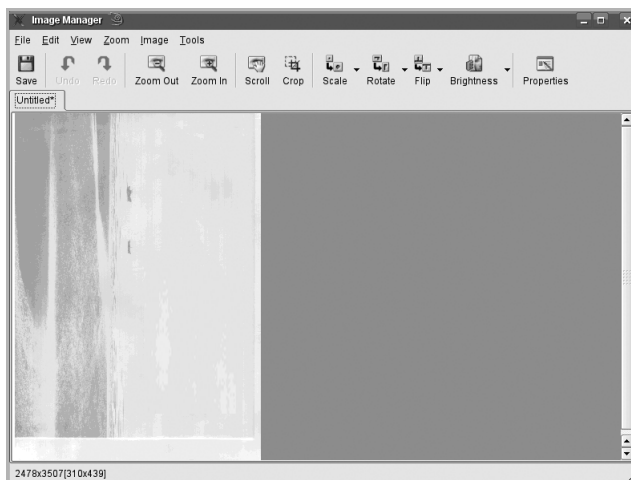 Image Manager
File Edit View Zoom Image Tools
Save Undo Redo Zoom Out Zoom In Scroll Crop Scale Rotate Flip Brightness Properties
Untitled*
2478x3507[310x439]